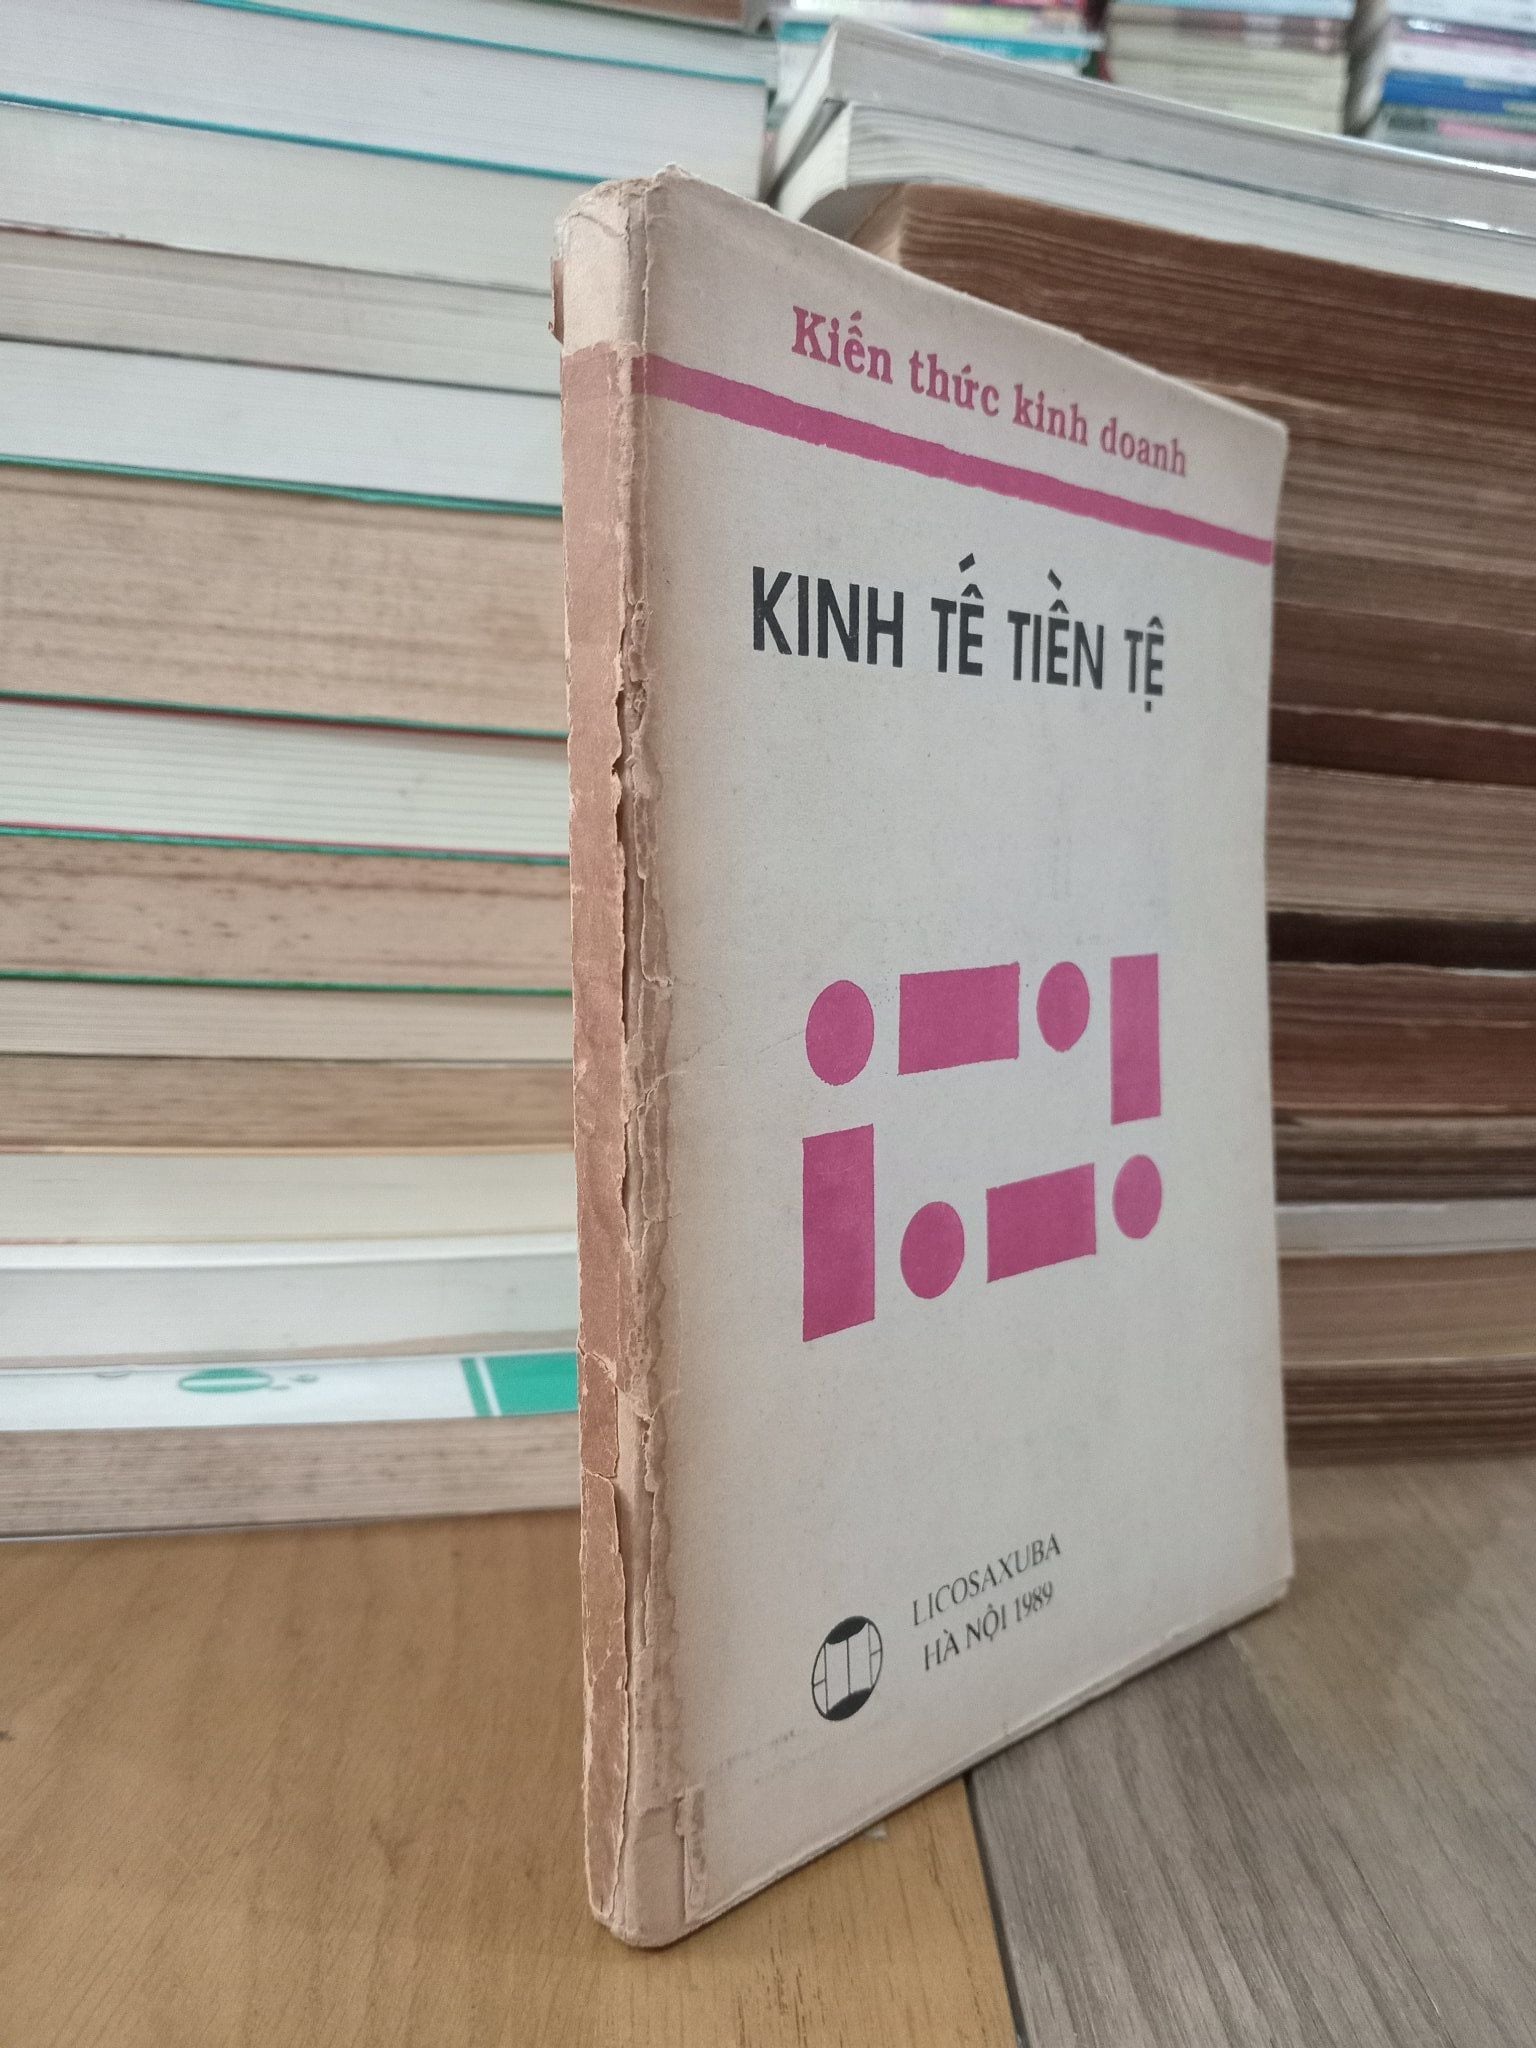 Kiến thức kinh doanh
KINH TẾ TIỀN TỆ
LICOSAXUBA
HÀ NỘI 1989